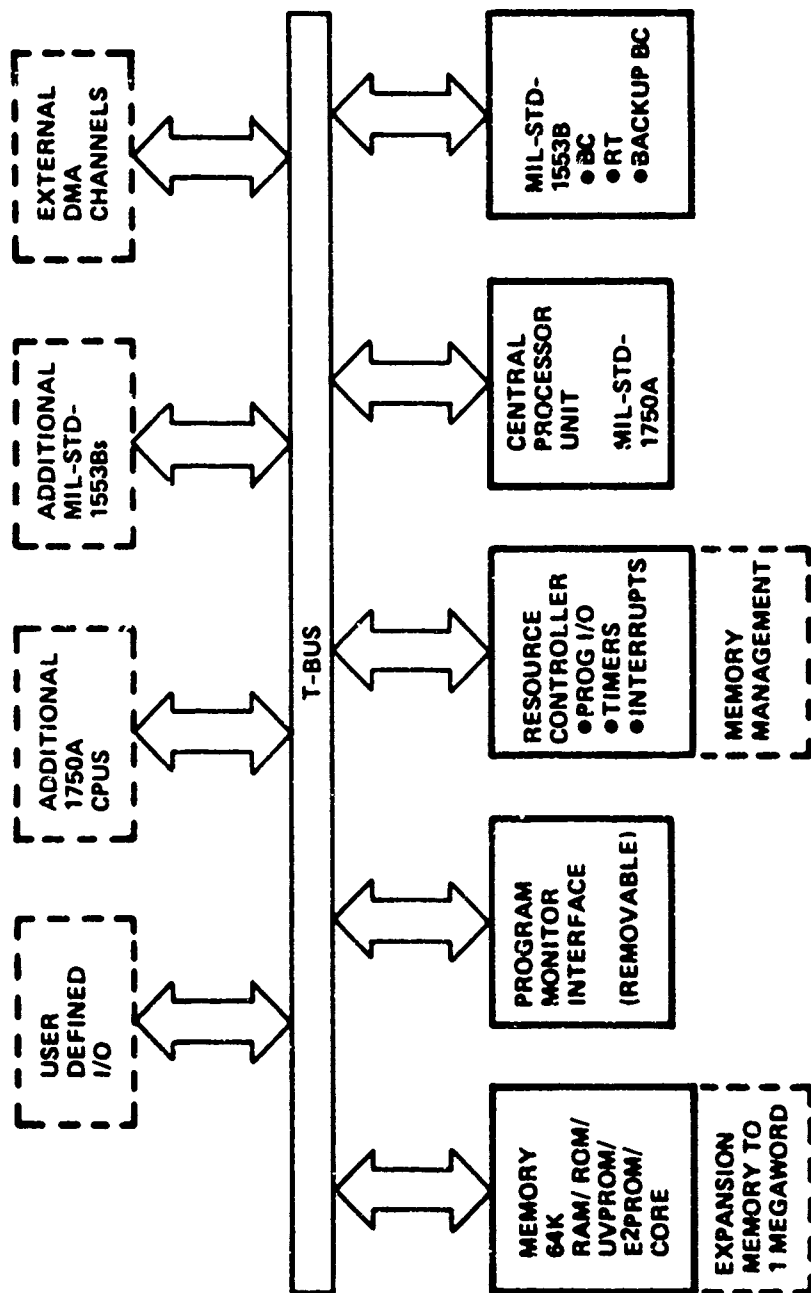 USER
DEFINED
I/O
ADDITIONAL
1750A
CPUS
ADDITIONAL
MIL-STD-
1553Bs
EXTERNAL
DMA
CHANNELS
T-BUS
MEMORY
64K
RAM/ROM/
UVPROM/
E2PROM/
CORE
EXPANSION
MEMORY TO
1 MEGAWORD
PROGRAM
MONITOR
INTERFACE
(REMOVABLE)
RESOURCE
CONTROLLER
●PROG I/O
●TIMERS
●INTERRUPTS
MEMORY
MANAGEMENT
CENTRAL
PROCESSOR
UNIT
MIL-STD-
1750A
MIL-STD-
1553B
●BC
●RT
●BACKUP BC